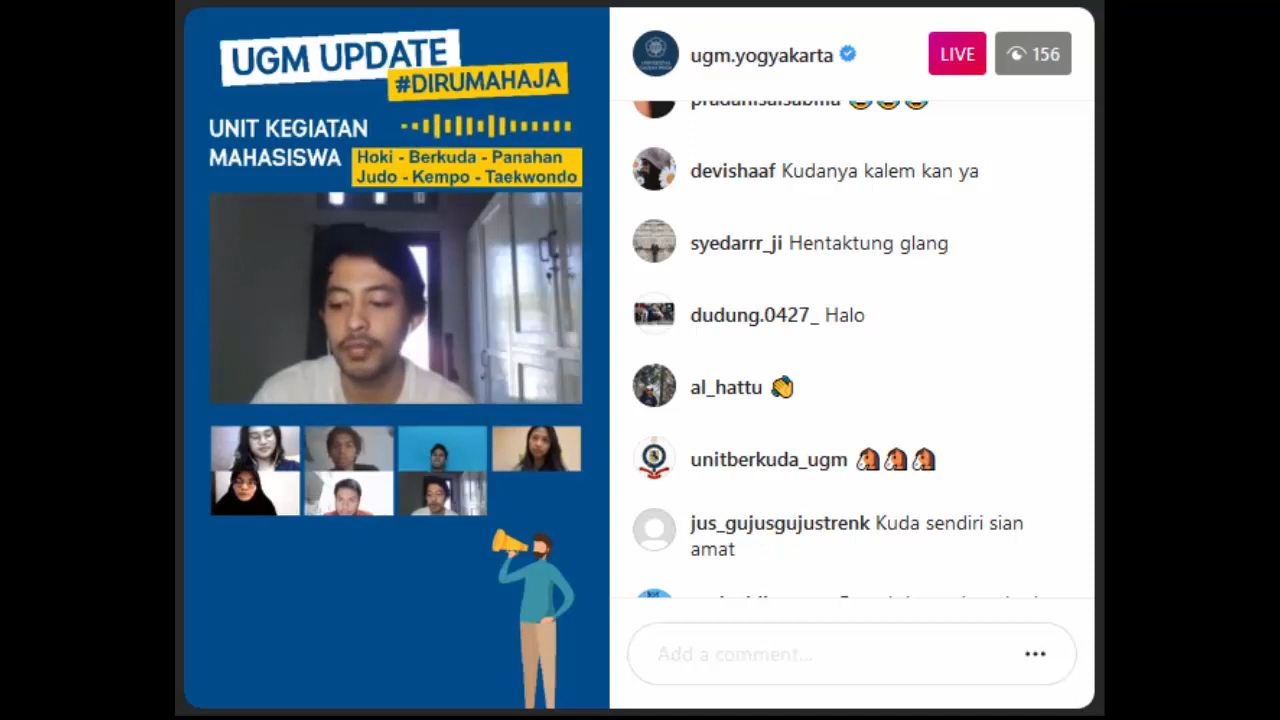 UGM UPDATE
#DIRUMAHAJA
UNIT KEGIATAN
MAHASISWA
Hoki - Berkuda - Panahan
Judo - Kempo - Taekwondo
ugm.yogyakarta
LIVE
156
devishaaf Kudanya kalem kan ya
syedarrr_ji Hentaktung glang
dudung.0427_ Halo
al_hattu 👏
unitberkuda_ugm 🐴🐴🐴
jus_gujusgujustrenk Kuda sendiri sian
amat
Add a comment...